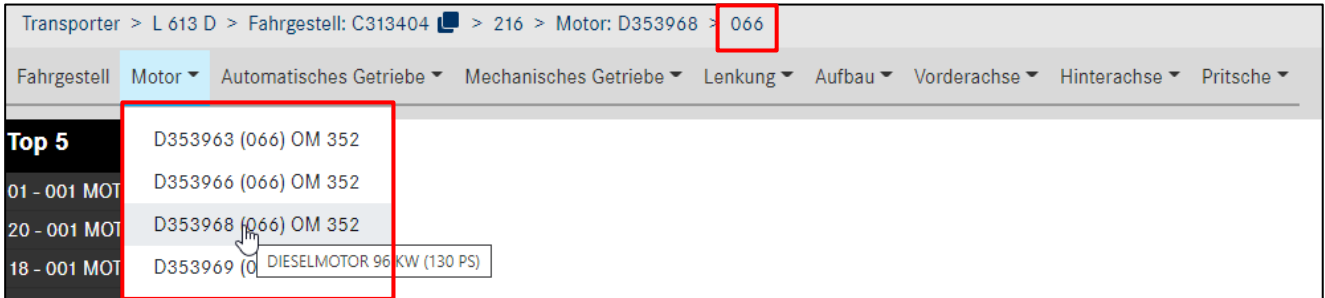 Transporter > L 613 D > Fahrgestell: C313404 > 216 > Motor: D353968 > 066
Fahrgestell Motor Automatisches Getriebe Mechanisches Getriebe Lenkung Aufbau Vorderachse Hinterachse Pritsche
Top 5
D353963 (066) OM 352
01 - 001 MOT
D353966 (066) OM 352
20 - 001 MOT
D353968 (066) OM 352
18 - 001 MOT
D353969 (0
DIESELMOTOR 96 KW (130 PS)